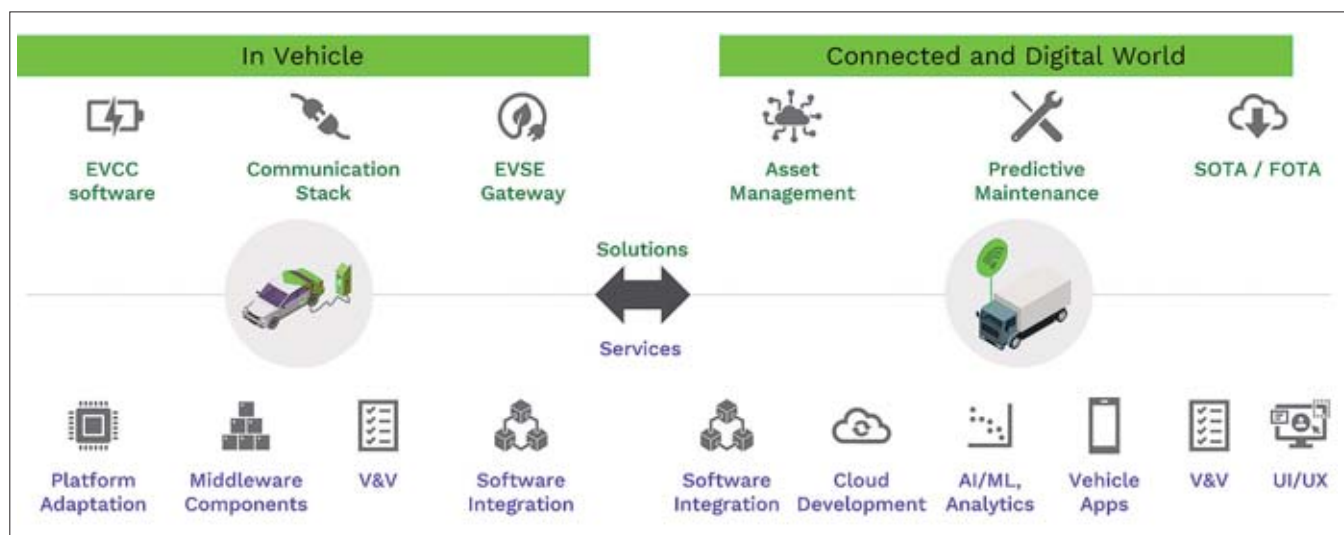 In Vehicle
Connected and Digital World
EVCC
software
Communication
Stack
EVSE
Gateway
Asset
Management
Predictive
Maintenance
SOTA / FOTA
Solutions
Services
Platform
Adaptation
Middleware
Components
V&V
Software
Integration
Software
Integration
Cloud
Development
AI/ML,
Analytics
Vehicle
Apps
V&V
UI/UX